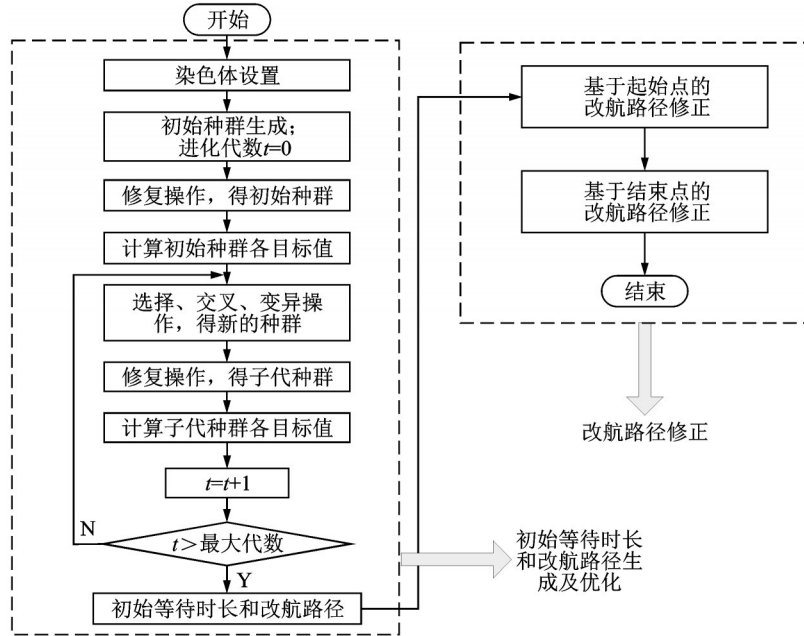 开始
染色体设置
初始种群生成；
进化代数t=0
修复操作，得初始种群
计算初始种群各目标值
选择、交叉、变异操
作，得新的种群
修复操作，得子代种群
计算子代种群各目标值
t=t+1
N
t＞最大代数
Y
初始等待时长和改航路径
初始等待时长
和改航路径生
成及优化
基于起始点的
改航路径修正
基于结束点的
改航路径修正
结束
改航路径修正